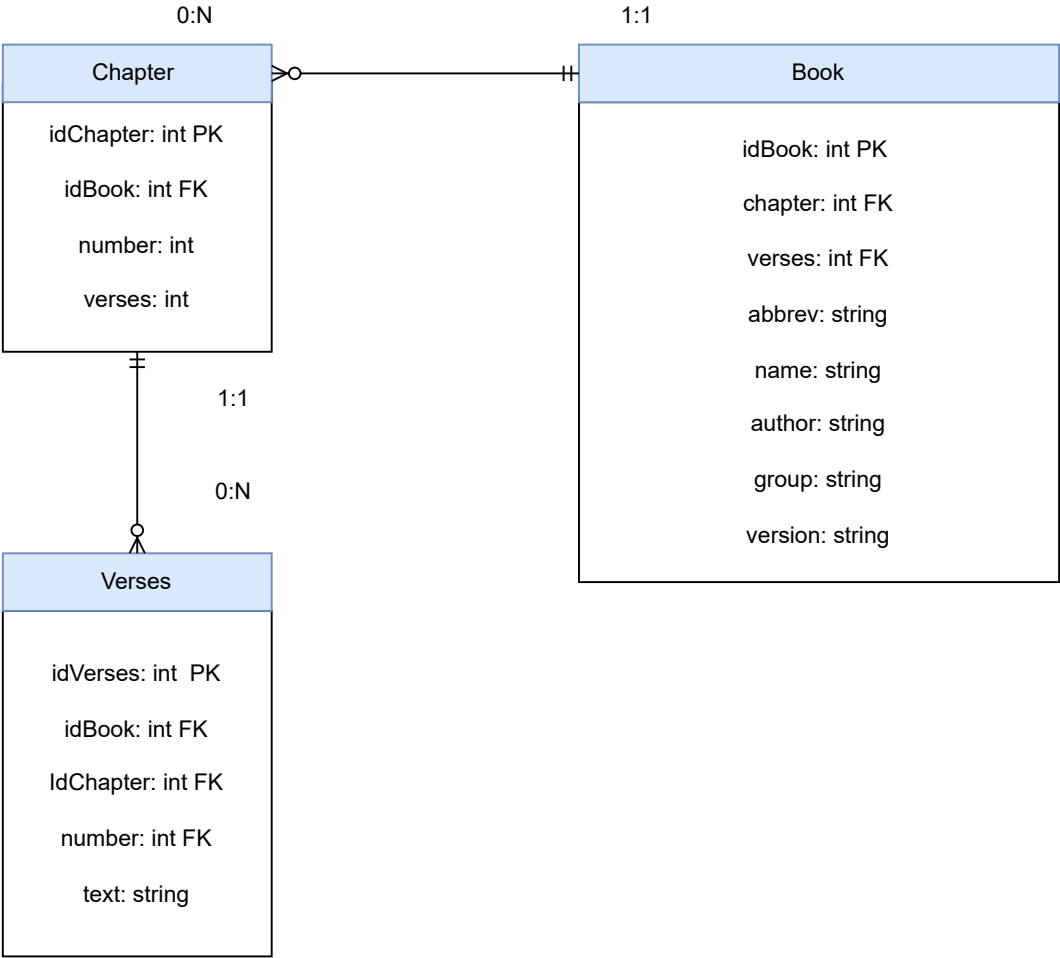 0:N
1:1
Chapter
idChapter: int PK
idBook: int FK
number: int
verses: int
Book
idBook: int PK
chapter: int FK
verses: int FK
abbrev: string
name: string
author: string
group: string
version: string
1:1
0:N
Verses
idVerses: int  PK
idBook: int FK
IdChapter: int FK
number: int FK
text: string